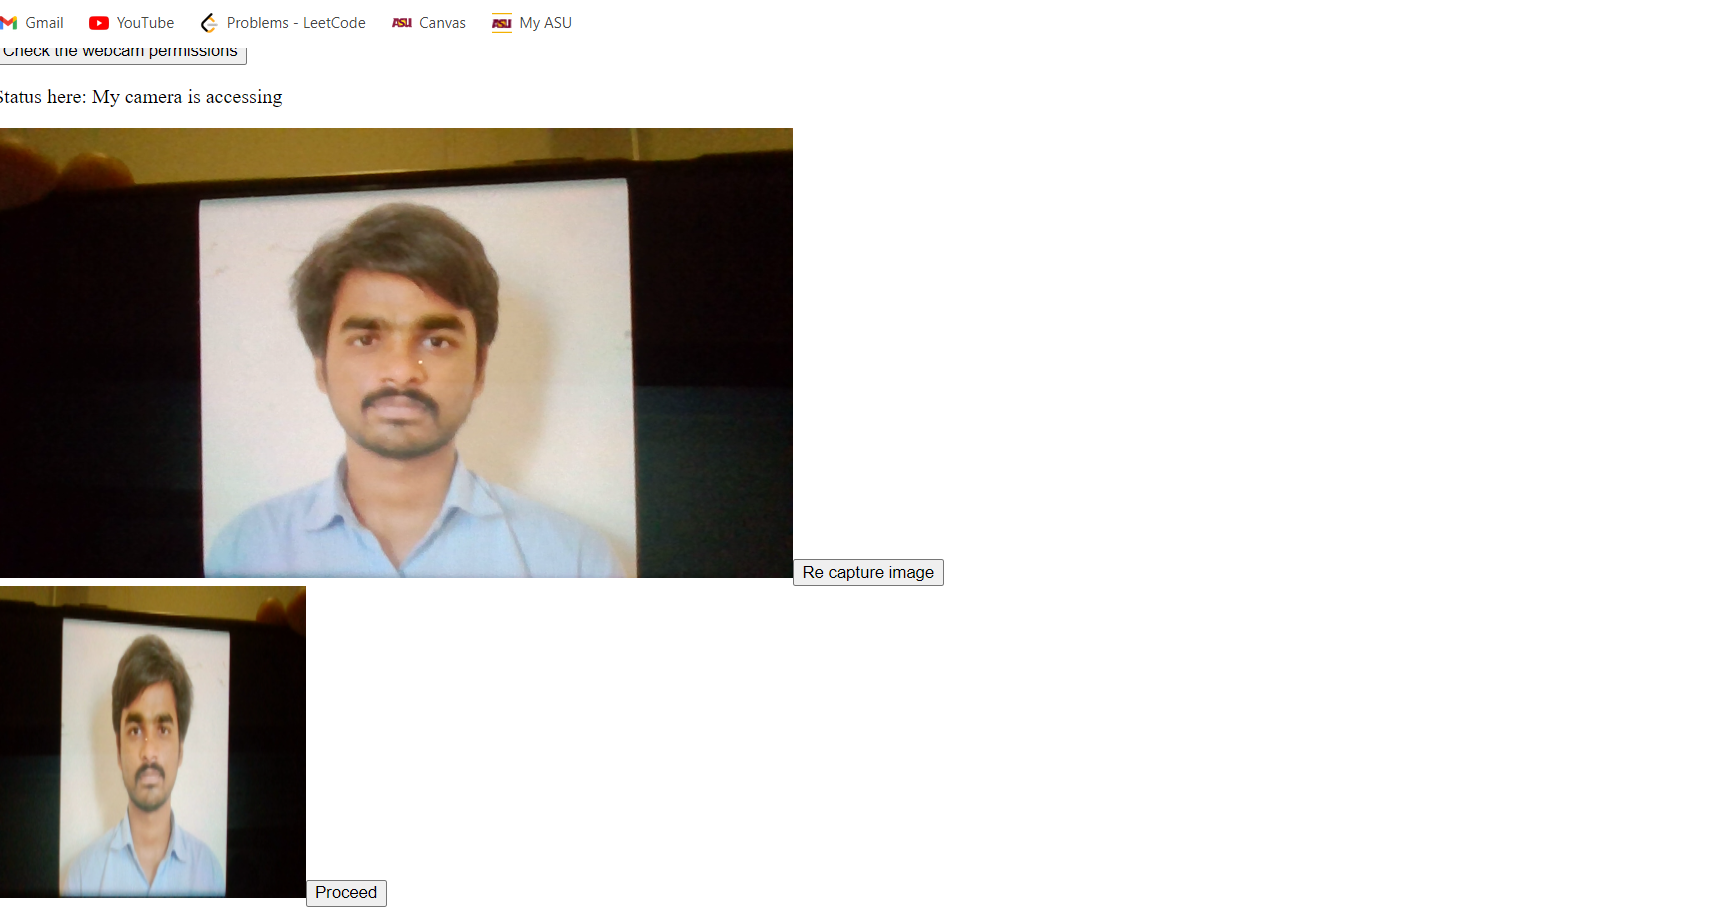 Gmail YouTube Problems - LeetCode ASU Canvas ASU My ASU
Check the webcam permissions
Status here: My camera is accessing
Re capture image
Proceed